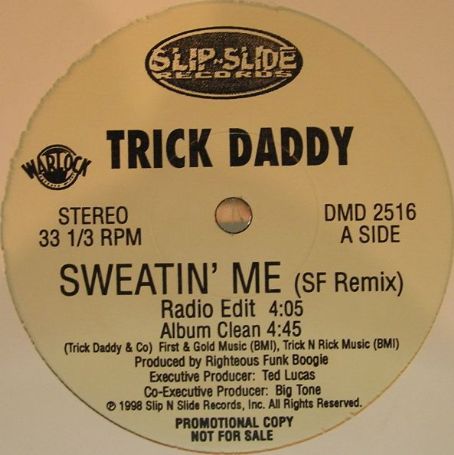 SLIP N SLIDE
RECORDS
TRICK DADDY
WARLOCK
STEREO
33 1/3 RPM
DMD 2516
A SIDE
SWEATIN' ME (SF Remix)
Radio Edit 4:05
Album Clean 4:45
(Trick Daddy & Co) First & Gold Music (BMI), Trick N Rick Music (BMI)
Produced by Righteous Funk Boogie
Executive Producer: Ted Lucas
Co-Executive Producer: Big Tone
℗ 1998 Slip N Slide Records, Inc. All Rights Reserved.
PROMOTIONAL COPY
NOT FOR SALE